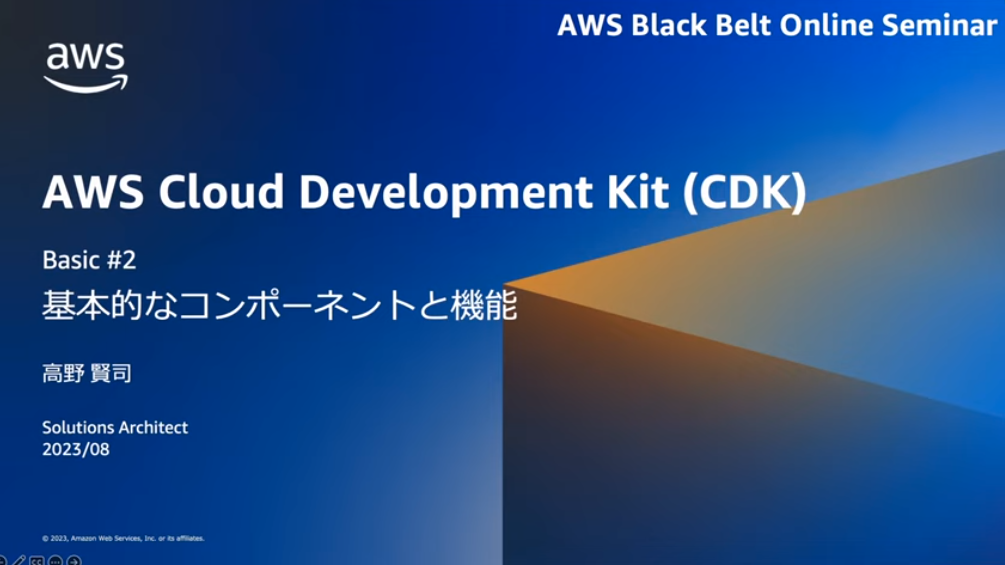 AWS Black Belt Online Seminar
aws
AWS Cloud Development Kit (CDK)
Basic #2
基本的なコンポーネントと機能
高野 賢司
Solutions Architect
2023/08
© 2023, Amazon Web Services, Inc. or its affiliates.